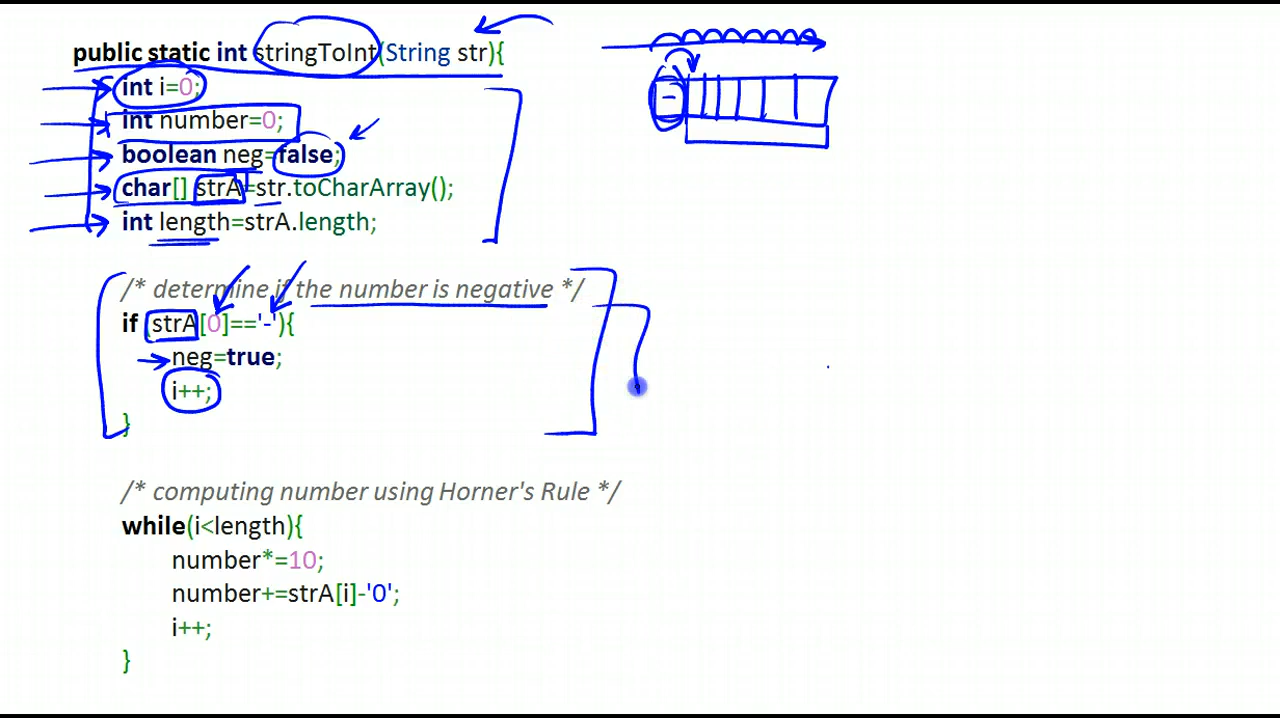 public static int stringToInt(String str){
int i=0;
int number=0;
boolean neg=false;
char[] strA=str.toCharArray();
int length=strA.length;
/* determine if the number is negative */
if (strA[0]=='-'){
neg=true;
i++;
}
/* computing number using Horner's Rule */
while(i<length){
number*=10;
number+=strA[i]-'0';
i++;
}
-